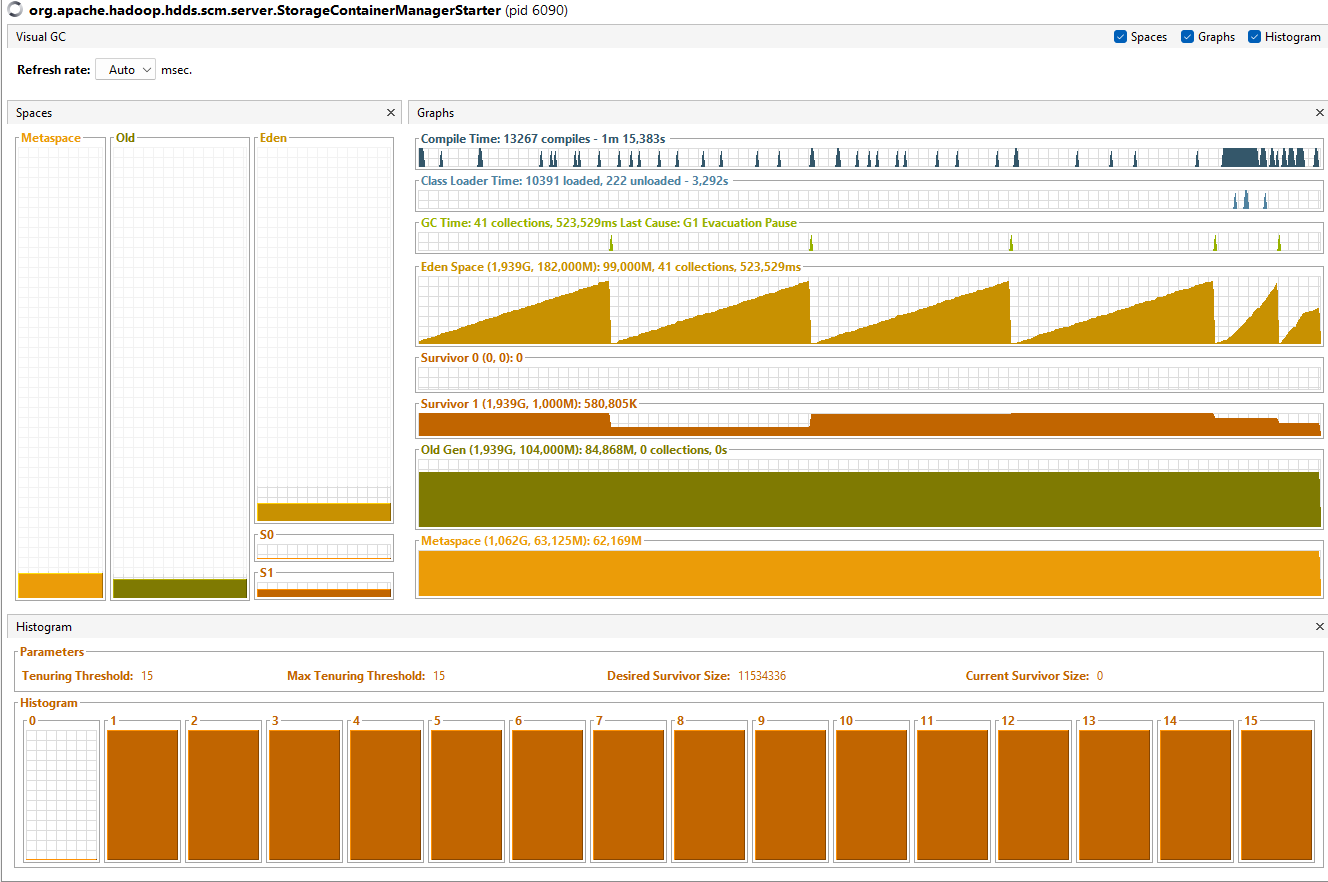 org.apache.hadoop.hdds.scm.server.StorageContainerManagerStarter (pid 6090)
Visual GC
Spaces
Graphs
Histogram
Refresh rate: Auto msec.
Spaces
Metaspace
Old
Eden
S0
S1
Graphs
Compile Time: 13267 compiles - 1m 15,383s
Class Loader Time: 10391 loaded, 222 unloaded - 3,292s
GC Time: 41 collections, 523,529ms Last Cause: G1 Evacuation Pause
Eden Space (1,939G, 182,000M): 99,000M, 41 collections, 523,529ms
Survivor 0 (0, 0): 0
Survivor 1 (1,939G, 1,000M): 580,805K
Old Gen (1,939G, 104,000M): 84,868M, 0 collections, 0s
Metaspace (1,062G, 63,125M): 62,169M
Histogram
Parameters
Tenuring Threshold: 15 Max Tenuring Threshold: 15 Desired Survivor Size: 11534336 Current Survivor Size: 0
Histogram
0 1 2 3 4 5 6 7 8 9 10 11 12 13 14 15